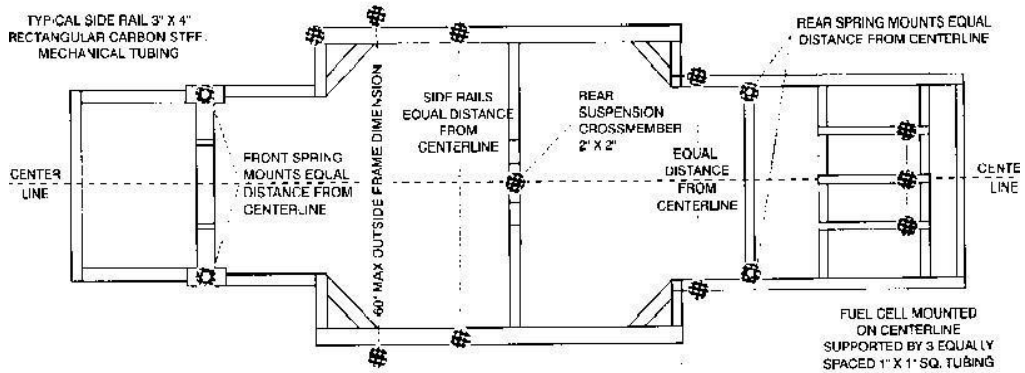 TYPICAL SIDE RAIL 3" X 4"
RECTANGULAR CARBON STEEL
MECHANICAL TUBING
REAR SPRING MOUNTS EQUAL
DISTANCE FROM CENTERLINE
60" MAX OUTSIDE FRAME DIMENSION
SIDE RAILS
EQUAL DISTANCE
FROM
CENTERLINE
REAR
SUSPENSION
CROSSMEMBER
2" X 2"
FRONT SPRING
MOUNTS EQUAL
DISTANCE FROM
CENTERLINE
EQUAL
DISTANCE
FROM
CENTERLINE
CENTER
LINE
CENTE
LINE
FUEL CELL MOUNTED
ON CENTERLINE
SUPPORTED BY 3 EQUALLY
SPACED 1" X 1" SQ. TUBING